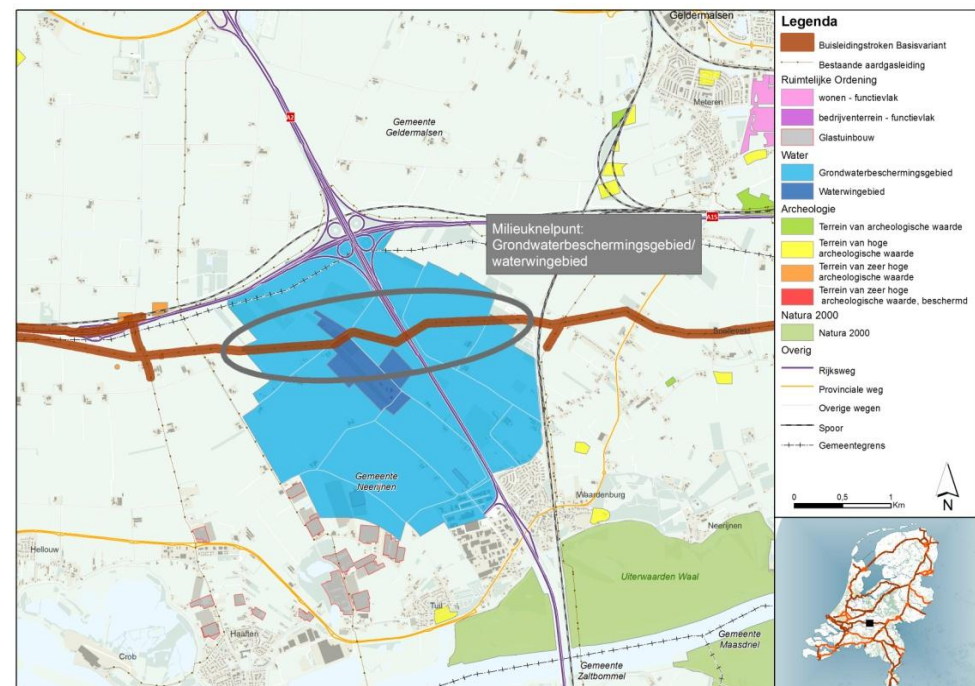 Geldermalsen
Meteren
A2
Gemeente
Geldermalsen
A15
Milieuknelpunt:
Grondwaterbeschermingsgebied/
waterwingebied
Gemeente
Neerijnen
Waardenburg
Neerijnen
Hellouw
Uiterwaarden Waal
Tuil
Haaften
Crob
Gemeente
Maasdriel
Gemeente
Zaltbommel
Legenda
Buisleidingstroken Basisvariant
Bestaande aardgasleiding
Ruimtelijke Ordening
wonen - functievlak
bedrijventerrein - functievlak
Glastuinbouw
Water
Grondwaterbeschermingsgebied
Waterwingebied
Archeologie
Terrein van archeologische waarde
Terrein van hoge
archeologische waarde
Terrein van zeer hoge
archeologische waarde
Terrein van zeer hoge
archeologische waarde, beschermd
Natura 2000
Natura 2000
Overig
Rijksweg
Provinciale weg
Overige wegen
Spoor
Gemeentegrens
0 0,5 1
Km
N